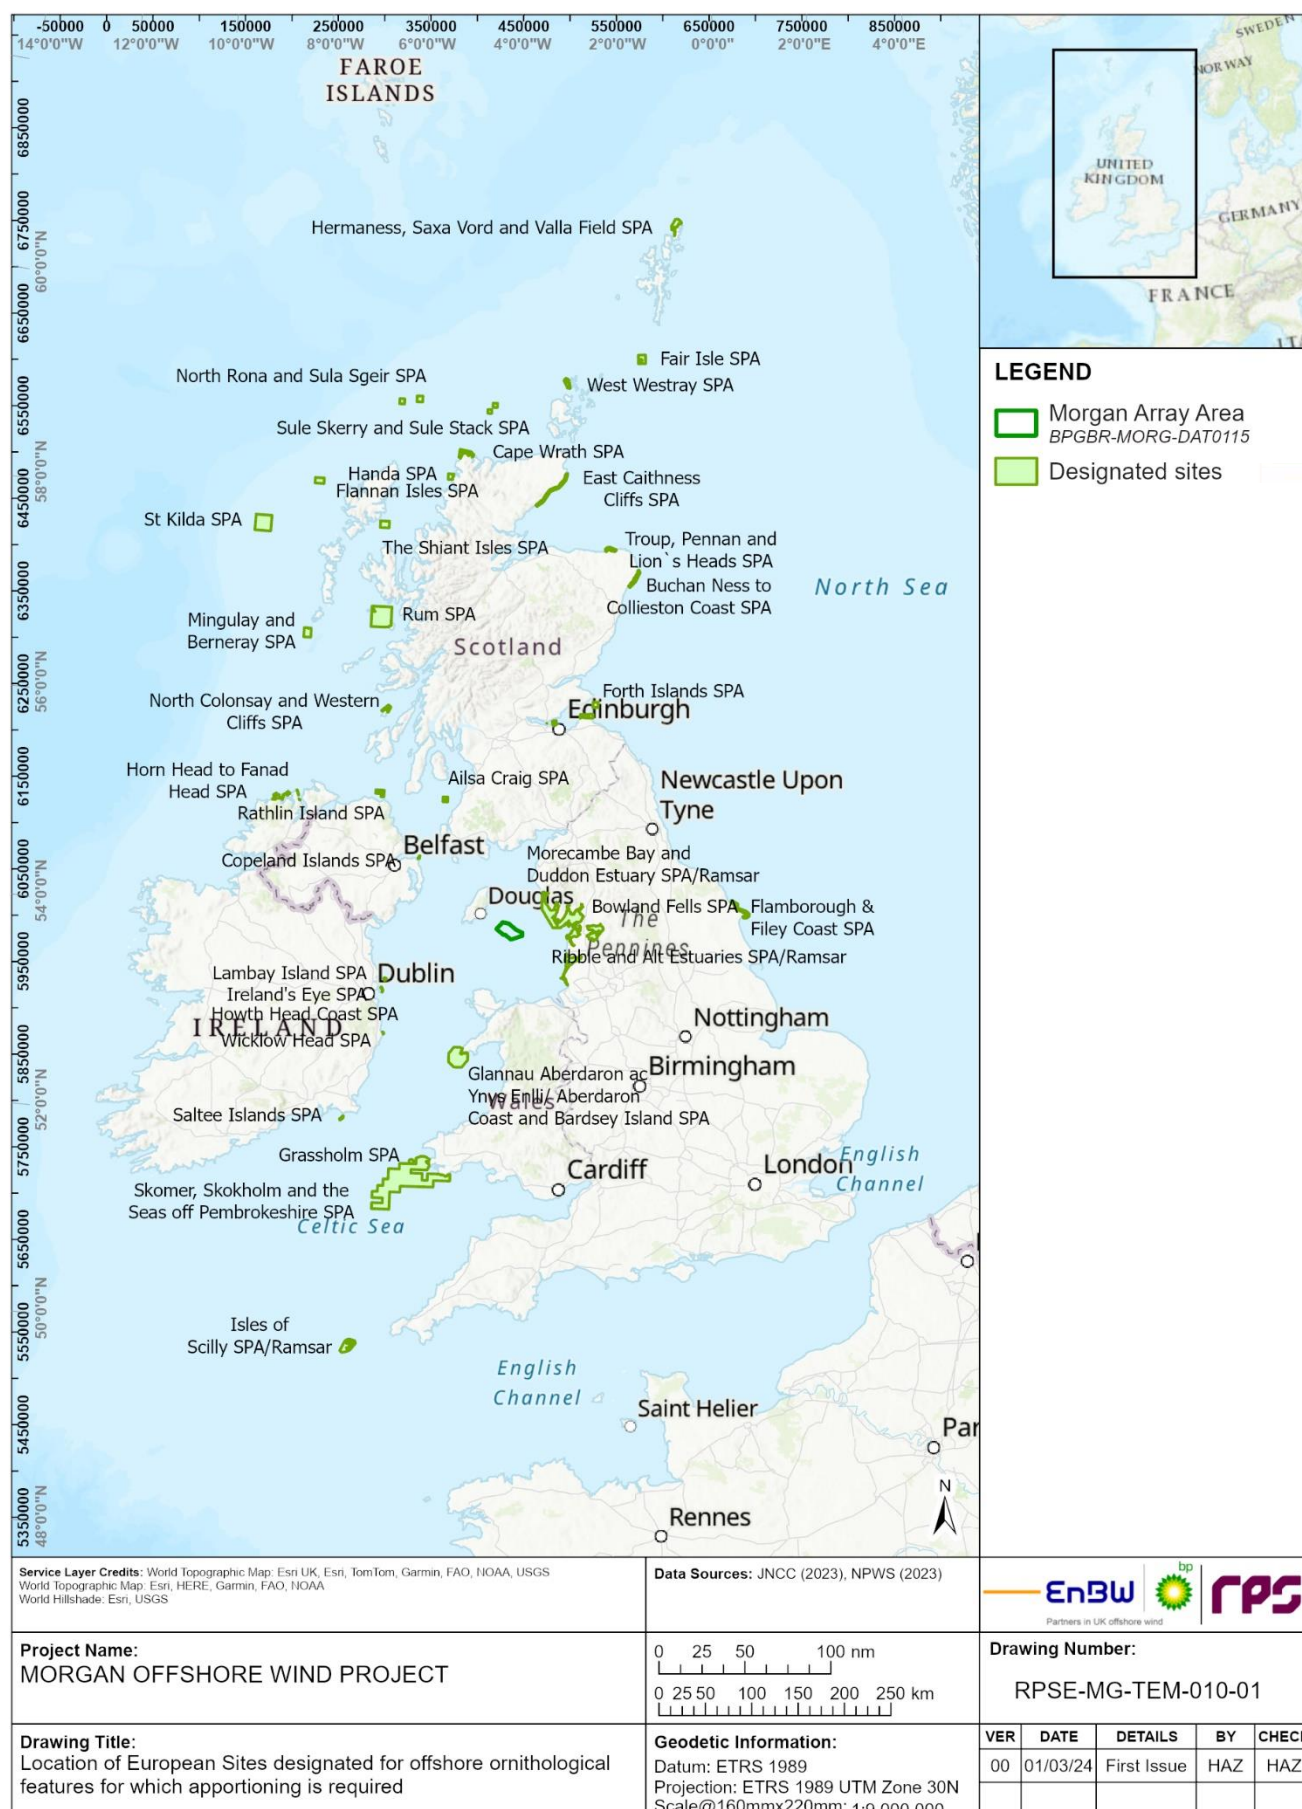 -50000 0 50000 150000 250000 350000 450000 550000 650000 750000 850000
14°0'0"W 12°0'0"W 10°0'0"W 8°0'0"W 6°0'0"W 4°0'0"W 2°0'0"W 0°0'0" 2°0'0"E 4°0'0"E
6850000
6750000
60°0'0"N
6650000
6550000
58°0'0"N
6450000
6350000
56°0'0"N
6250000
6150000
54°0'0"N
6050000
5950000
5850000
52°0'0"N
5750000
5650000
50°0'0"N
5550000
5450000
48°0'0"N
5350000
FAROE
ISLANDS
Hermaness, Saxa Vord and Valla Field SPA
Fair Isle SPA
North Rona and Sula Sgeir SPA
West Westray SPA
Sule Skerry and Sule Stack SPA
Cape Wrath SPA
Handa SPA
East Caithness
Cliffs SPA
Flannan Isles SPA
St Kilda SPA
The Shiant Isles SPA
Troup, Pennan and
Lion`s Heads SPA
Buchan Ness to
Collieston Coast SPA
North Sea
Mingulay and
Berneray SPA
Rum SPA
Scotland
North Colonsay and Western
Cliffs SPA
Forth Islands SPA
Edinburgh
Horn Head to Fanad
Head SPA
Ailsa Craig SPA
Newcastle Upon
Tyne
Rathlin Island SPA
Belfast
Copeland Islands SPA
Morecambe Bay and
Duddon Estuary SPA/Ramsar
Douglas
Bowland Fells SPA
The
Pennines
Flamborough &
Filey Coast SPA
Ribble and Alt Estuaries SPA/Ramsar
Lambay Island SPA
Dublin
Ireland's Eye SPA
Howth Head Coast SPA
IRELAND
Wicklow Head SPA
Nottingham
Birmingham
Glannau Aberdaron ac
Ynys Enlli/ Aberdaron
Coast and Bardsey Island SPA
Wales
Saltee Islands SPA
Grassholm SPA
Cardiff
London
English
Channel
Skomer, Skokholm and the
Seas off Pembrokeshire SPA
Celtic Sea
Isles of
Scilly SPA/Ramsar
English
Channel
Saint Helier
Par
Rennes
N
SWEDEN
NORWAY
UNITED
KINGDOM
GERMANY
FRANCE
ITA
LEGEND
Morgan Array Area
BPGBR-MORG-DAT0115
Designated sites
Service Layer Credits: World Topographic Map: Esri UK, Esri, TomTom, Garmin, FAO, NOAA, USGS
World Topographic Map: Esri, HERE, Garmin, FAO, NOAA
World Hillshade: Esri, USGS
Data Sources: JNCC (2023), NPWS (2023)
EnBW
Partners in UK offshore wind
bp
rps
Project Name:
MORGAN OFFSHORE WIND PROJECT
0 25 50 100 nm
0 25 50 100 150 200 250 km
Drawing Number:
RPSE-MG-TEM-010-01
Drawing Title:
Location of European Sites designated for offshore ornithological
features for which apportioning is required
Geodetic Information:
Datum: ETRS 1989
Projection: ETRS 1989 UTM Zone 30N
Scale@160mmx220mm: 1:9,000,000
VER DATE DETAILS BY CHECK
00 01/03/24 First Issue HAZ HAZ